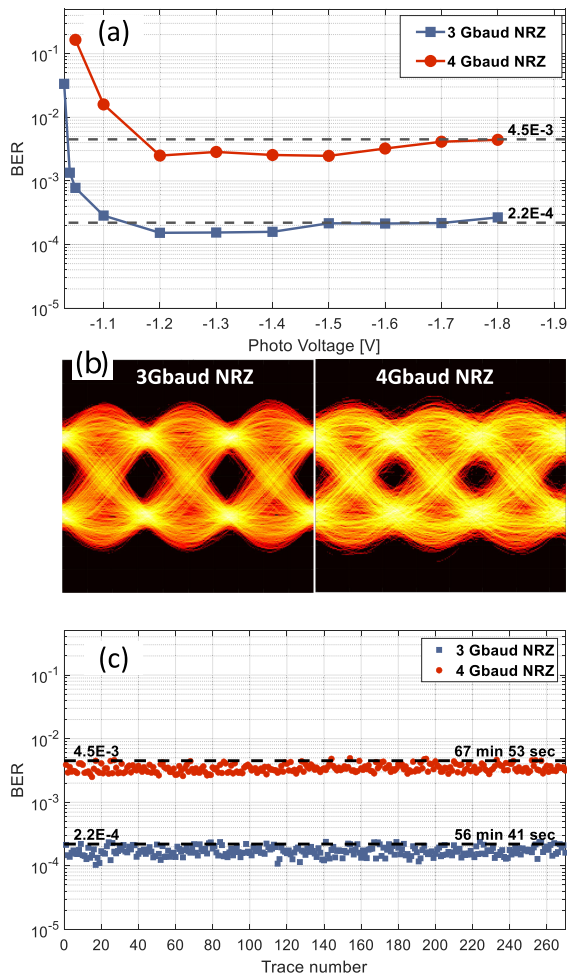 (a)
3 Gbaud NRZ
4 Gbaud NRZ
10^-1
10^-2
10^-3
10^-4
10^-5
BER
4.5E-3
2.2E-4
-1.1 -1.2 -1.3 -1.4 -1.5 -1.6 -1.7 -1.8 -1.9
Photo Voltage [V]
(b)
3Gbaud NRZ 4Gbaud NRZ
(c)
3 Gbaud NRZ
4 Gbaud NRZ
10^-1
10^-2
10^-3
10^-4
10^-5
BER
4.5E-3 67 min 53 sec
2.2E-4 56 min 41 sec
0 20 40 60 80 100 120 140 160 180 200 220 240 260
Trace number